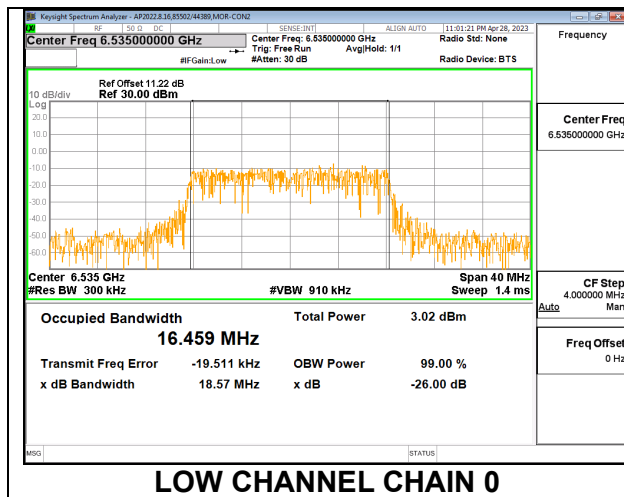 Keysight Spectrum Analyzer - AP2022.8.16,85502/44389,MOR-CON2
RF 50 Ω DC SENSE:INT ALIGN AUTO 11:01:21 PM Apr 28, 2023
Center Freq 6.535000000 GHz Center Freq: 6.535000000 GHz Radio Std: None
Trig: Free Run Avg|Hold: 1/1
#IFGain:Low #Atten: 30 dB Radio Device: BTS
Ref Offset 11.22 dB
10 dB/div Ref 30.00 dBm
Log
20.0
10.0
0.00
-10.0
-20.0
-30.0
-40.0
-50.0
-60.0
Center 6.535 GHz Span 40 MHz
#Res BW 300 kHz #VBW 910 kHz Sweep 1.4 ms
Occupied Bandwidth Total Power 3.02 dBm
16.459 MHz
Transmit Freq Error -19.511 kHz OBW Power 99.00 %
x dB Bandwidth 18.57 MHz x dB -26.00 dB
MSG STATUS
Frequency
Center Freq
6.535000000 GHz
CF Step
4.000000 MHz
Auto Man
Freq Offset
0 Hz
LOW CHANNEL CHAIN 0